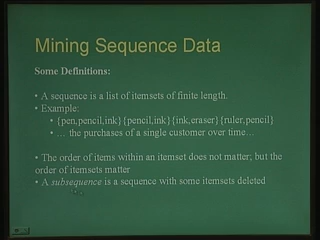 Mining Sequence Data
Some Definitions:
• A sequence is a list of itemsets of finite length.
• Example:
• {pen,pencil,ink}{pencil,ink}{ink,eraser}{ruler,pencil}
• … the purchases of a single customer over time…
• The order of items within an itemset does not matter; but the
order of itemsets matter
• A subsequence is a sequence with some itemsets deleted